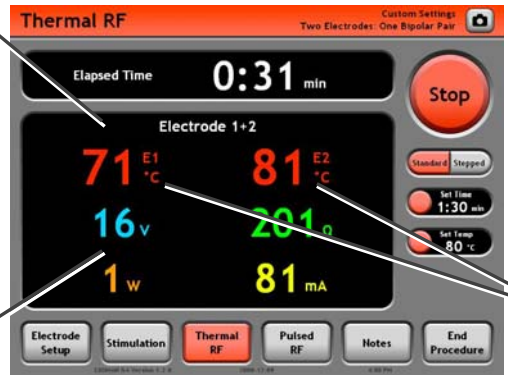 Thermal RF
Custom Settings
Two Electrodes: One Bipolar Pair
Elapsed Time 0:31 min
Stop
Electrode 1+2
71 E1 °C 81 E2 °C
Standard Stepped
Set Time
1:30 min
16 V 201 Ω
Set Temp
80 °C
1 W 81 mA
Electrode Setup Stimulation Thermal RF Pulsed RF Notes End Procedure